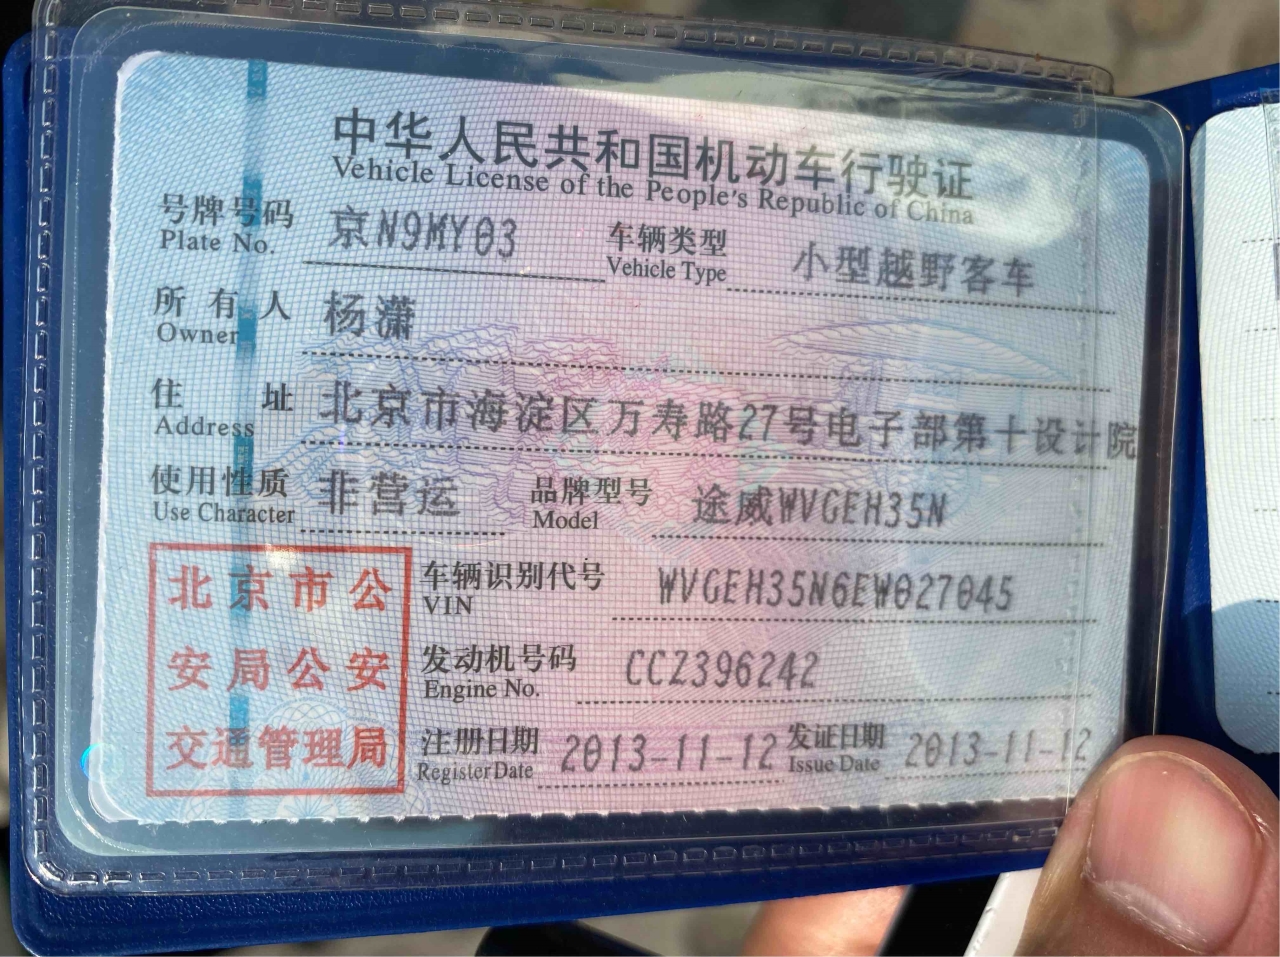 中华人民共和国机动车行驶证
Vehicle License of the People's Republic of China
号牌号码 京N9MY03 车辆类型 小型越野客车
Plate No. Vehicle Type
所有人 杨潇
Owner
住址 北京市海淀区万寿路27号电子部第十设计院
Address
使用性质 非营运 品牌型号 途威WVGEH35N
Use Character Model
北京市公
安局公安
交通管理局
车辆识别代号 WVGEH35N6EW027045
VIN
发动机号码 CCZ396242
Engine No.
注册日期 2013-11-12 发证日期 2013-11-12
Register Date Issue Date